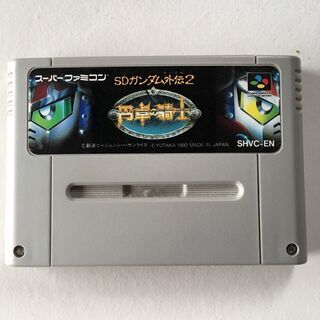 スーパーファミコン
SDガンダム外伝2
円卓の騎士
©創通エージェンシー・サンライズ ©YUTAKA 1992 MADE IN JAPAN
SHVC-EN